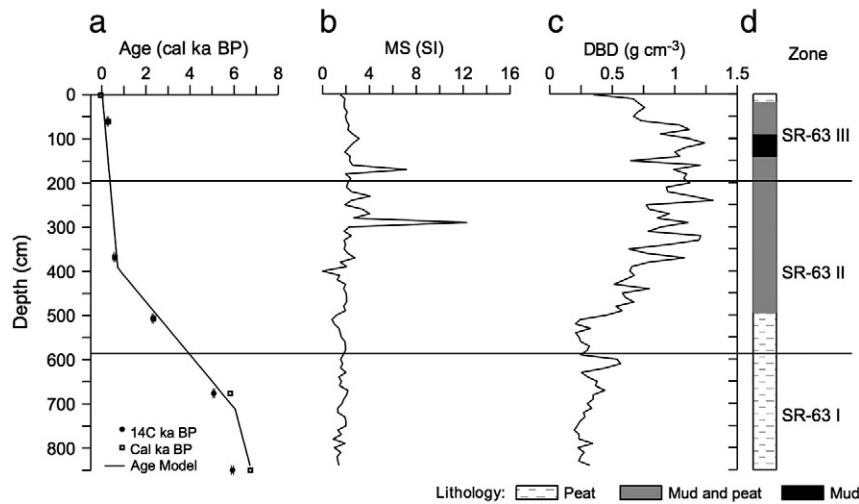 a b c d
Age (cal ka BP) MS (SI) DBD (g cm-3) Zone
0 2 4 6 8 0 4 8 12 16 0 0.5 1 1.5
0
100
200
300
400
500
600
700
800
Depth (cm)
SR-63 III
SR-63 II
SR-63 I
14C ka BP
Cal ka BP
Age Model
Lithology: Peat Mud and peat Mud